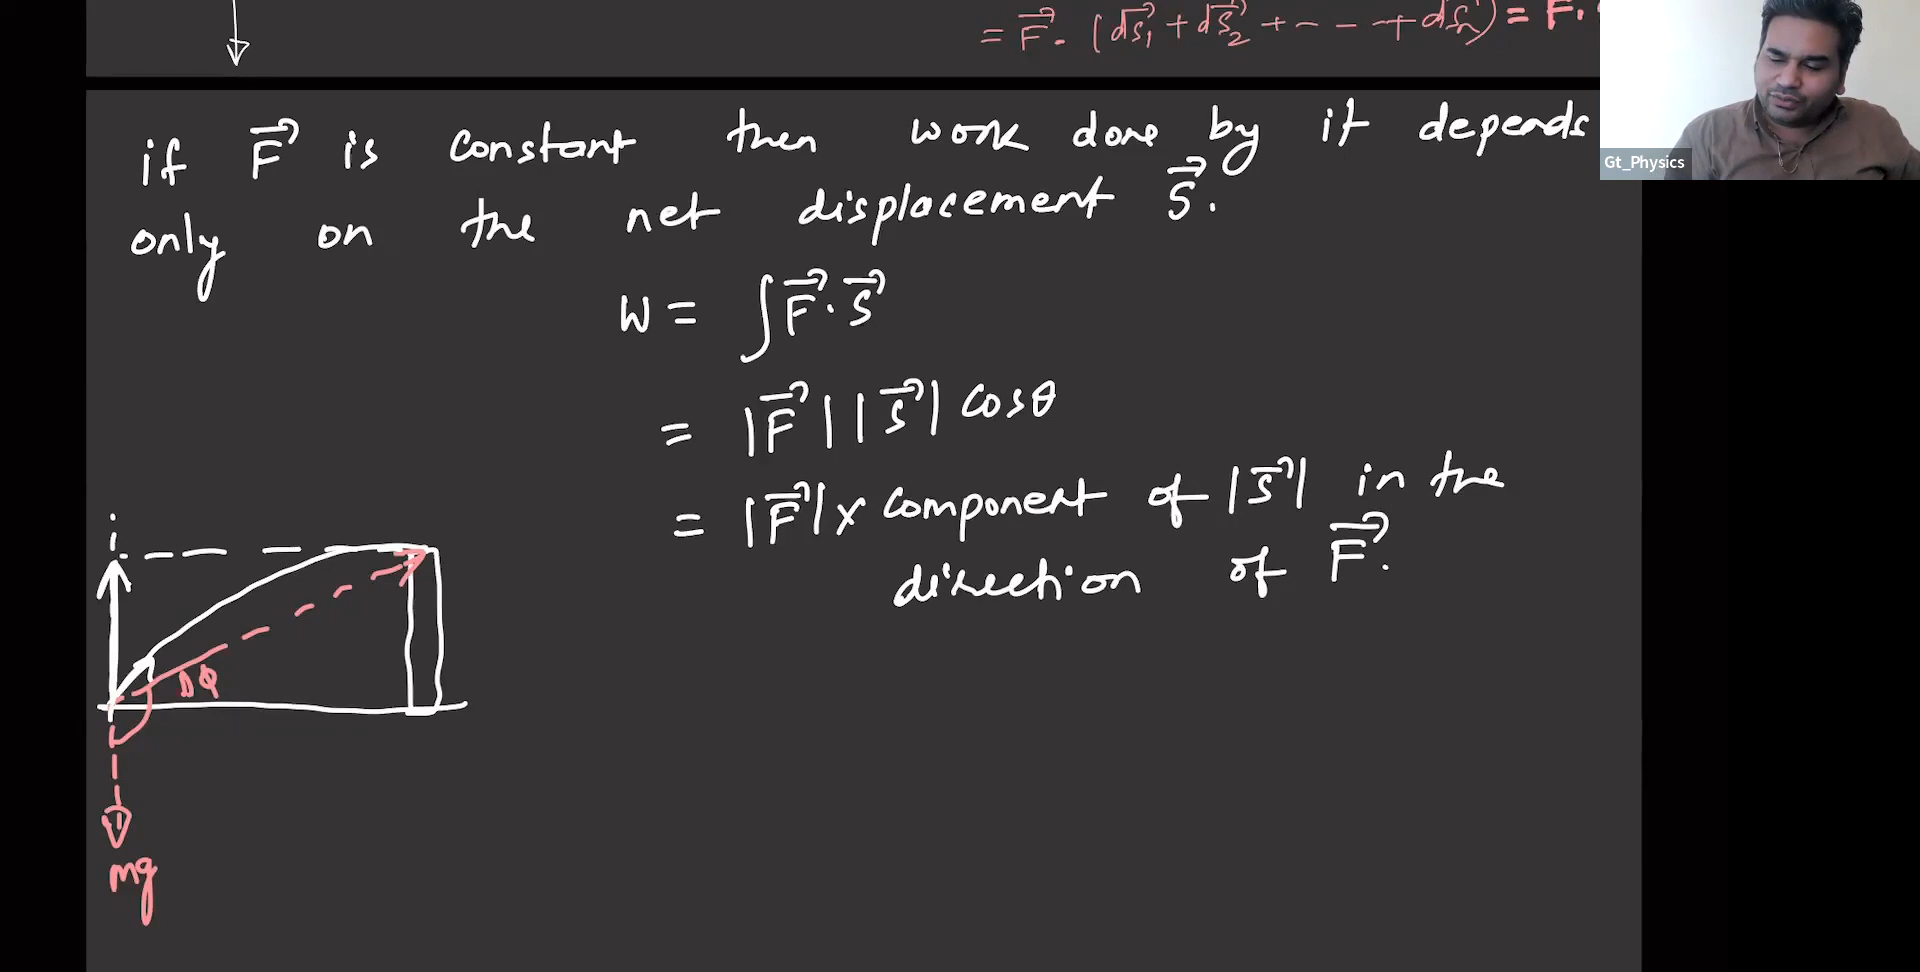 = F⃗ · (ds⃗₁ + ds⃗₂ + - - - + ds⃗ₙ) = F⃗ ·
Gt_Physics
if F⃗ is constant then work done by it depends
only on the net displacement S⃗.
W = ∫F⃗ · S⃗
= |F⃗| |S⃗| cosθ
= |F⃗| x component of |S⃗| in the
direction of F⃗.
mg